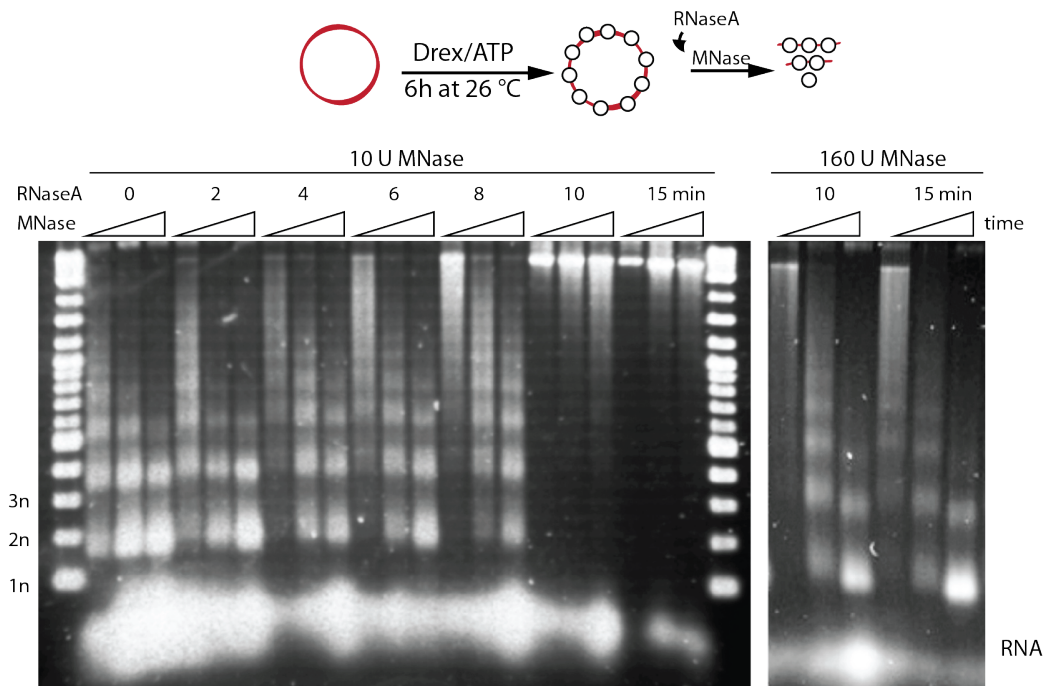 RNaseA
Drex/ATP
MNase
6h at 26 °C
10 U MNase
160 U MNase
RNaseA 0 2 4 6 8 10 15 min 10 15 min
MNase time
3n
2n
1n
RNA